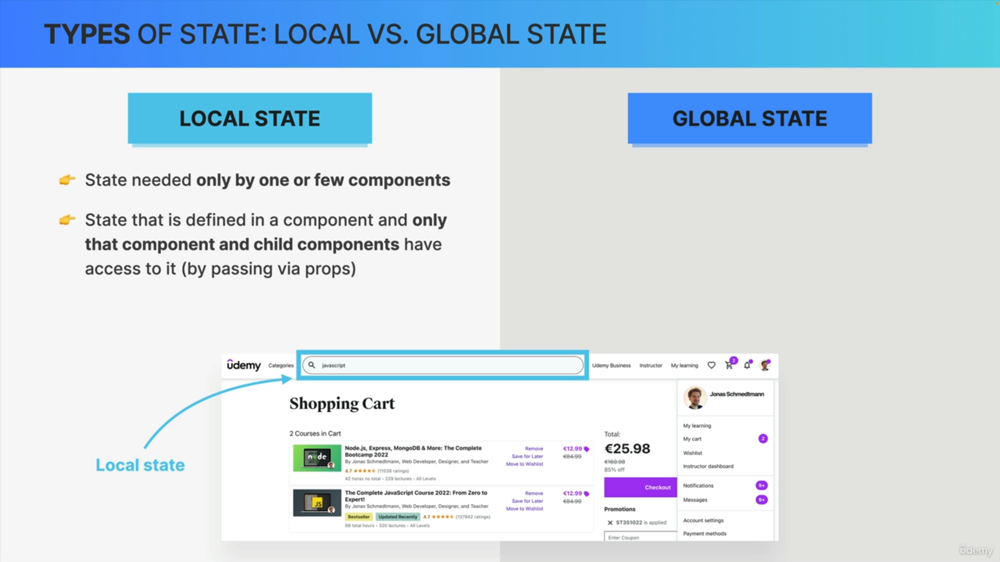 TYPES OF STATE: LOCAL VS. GLOBAL STATE
LOCAL STATE
State needed only by one or few components
State that is defined in a component and only
that component and child components have
access to it (by passing via props)
GLOBAL STATE
Local state
ûdemy
Categories
javascript
Udemy Business
Instructor
My learning
2
Shopping Cart
2 Courses in Cart
node
Node.js, Express, MongoDB & More: The Complete
Bootcamp 2022
By Jonas Schmedtmann, Web Developer, Designer, and Teacher
4.7 ★★★★⯪ (11539 ratings)
42 horas no total • 229 lectures • All Levels
Remove
Save for Later
Move to Wishlist
€12.99
€84.99
JS
The Complete JavaScript Course 2022: From Zero to
Expert!
By Jonas Schmedtmann, Web Developer, Designer, and Teacher
Bestseller Updated Recently 4.7 ★★★★⯪ (137942 ratings)
69 total hours • 320 lectures • All Levels
Remove
Save for Later
Move to Wishlist
€12.99
€84.99
Total:
€25.98
€169.98
85% off
Checkout
Promotions
ST351022 is applied
Enter Coupon
Jonas Schmedtmann
My learning
My cart 2
Wishlist
Instructor dashboard
Notifications 9+
Messages 9+
Account settings
Payment methods
ûdemy